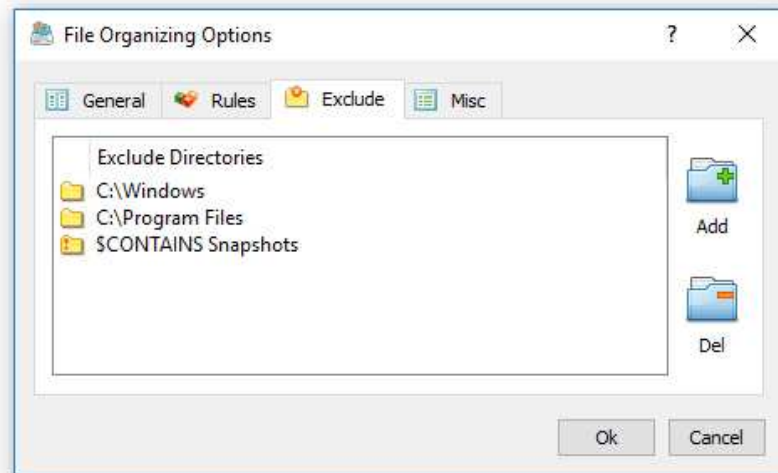 File Organizing Options
General Rules Exclude Misc
Exclude Directories
C:\Windows
C:\Program Files
$CONTAINS Snapshots
Add
Del
Ok Cancel